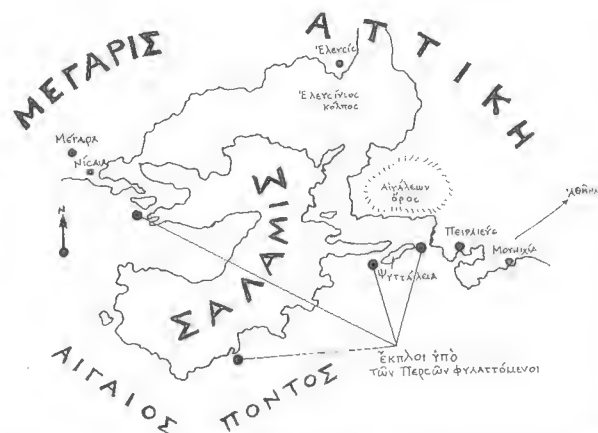 ΑΤΤΙΚΗ
ΜΕΓΑΡΙΣ
Ἐλευσίς
Ἐλευσίνιος
κόλπος
Μέγαρα
Νίσαια
Αἰγάλεων
ὄρος
Ἀθῆναι
N
ΣΑΛΑΜΙΣ
Πειραιεύς
Μουνιχία
Ψυττάλεια
ἔκπλοι ὑπὸ
τῶν Περσῶν φυλαττόμενοι
ΑΙΓΑΙΟΣ ΠΟΝΤΟΣ